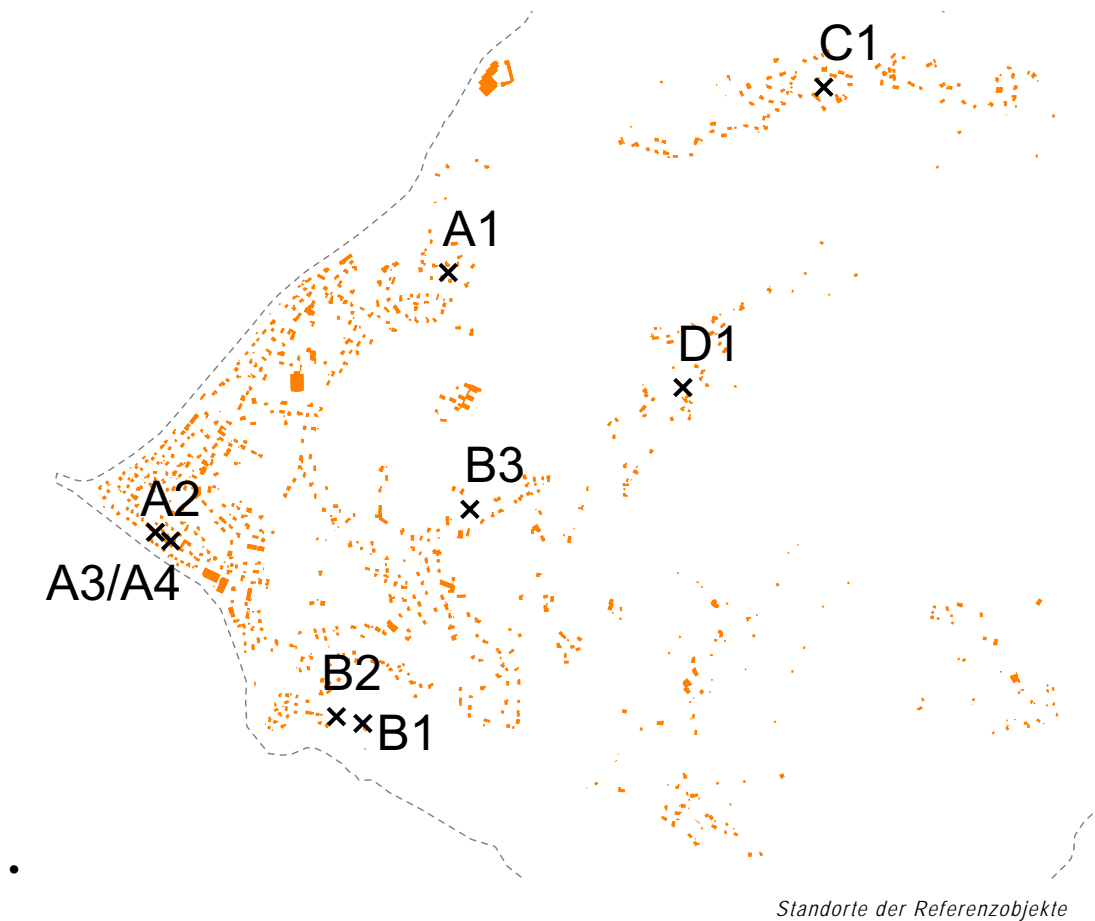 C1
A1
D1
B3
A2
A3/A4
B2
B1
•
Standorte der Referenzobjekte